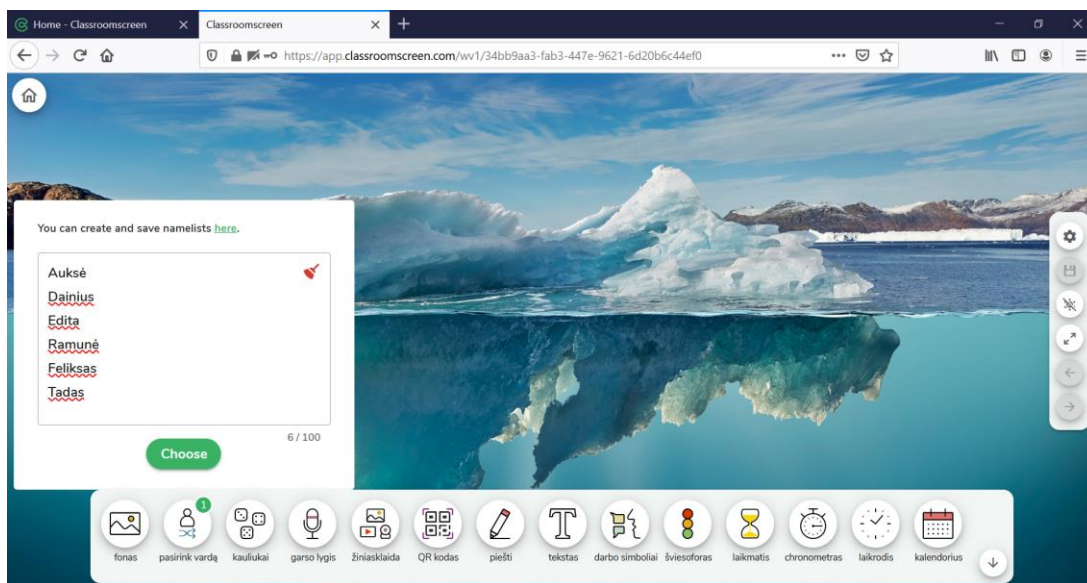 Home - Classroomscreen
Classroomscreen
https://app.classroomscreen.com/wv1/34bb9aa3-fab3-447e-9621-6d20b6c44ef0
You can create and save namelists here.
Auksė
Dainius
Edita
Ramunė
Feliksas
Tadas
6 / 100
Choose
1
fonas pasirink vardą kauliukai garso lygis žiniasklaida QR kodas piešti tekstas darbo simboliai šviesoforas laikmatis chronometras laikrodis kalendorius